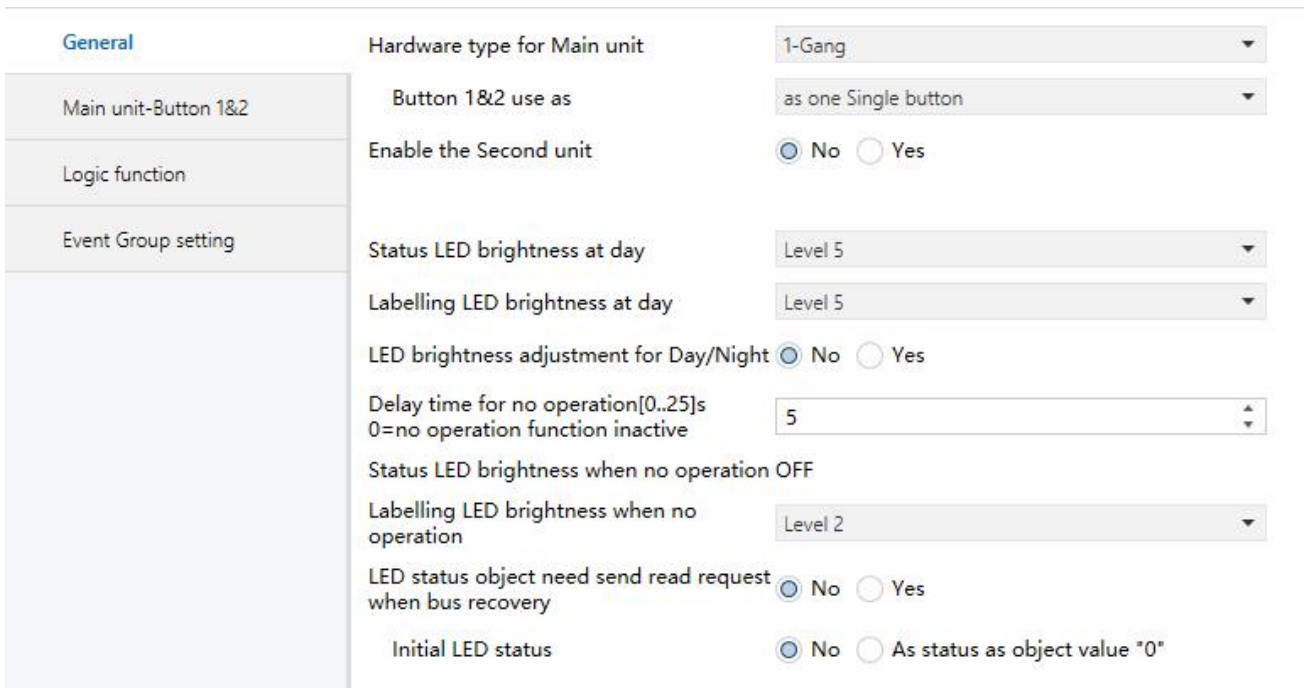 General
Main unit-Button 1&2
Logic function
Event Group setting
Hardware type for Main unit 1-Gang
Button 1&2 use as as one Single button
Enable the Second unit No Yes
Status LED brightness at day Level 5
Labelling LED brightness at day Level 5
LED brightness adjustment for Day/Night No Yes
Delay time for no operation[0..25]s
0=no operation function inactive 5
Status LED brightness when no operation OFF
Labelling LED brightness when no
operation Level 2
LED status object need send read request
when bus recovery No Yes
Initial LED status No As status as object value "0"